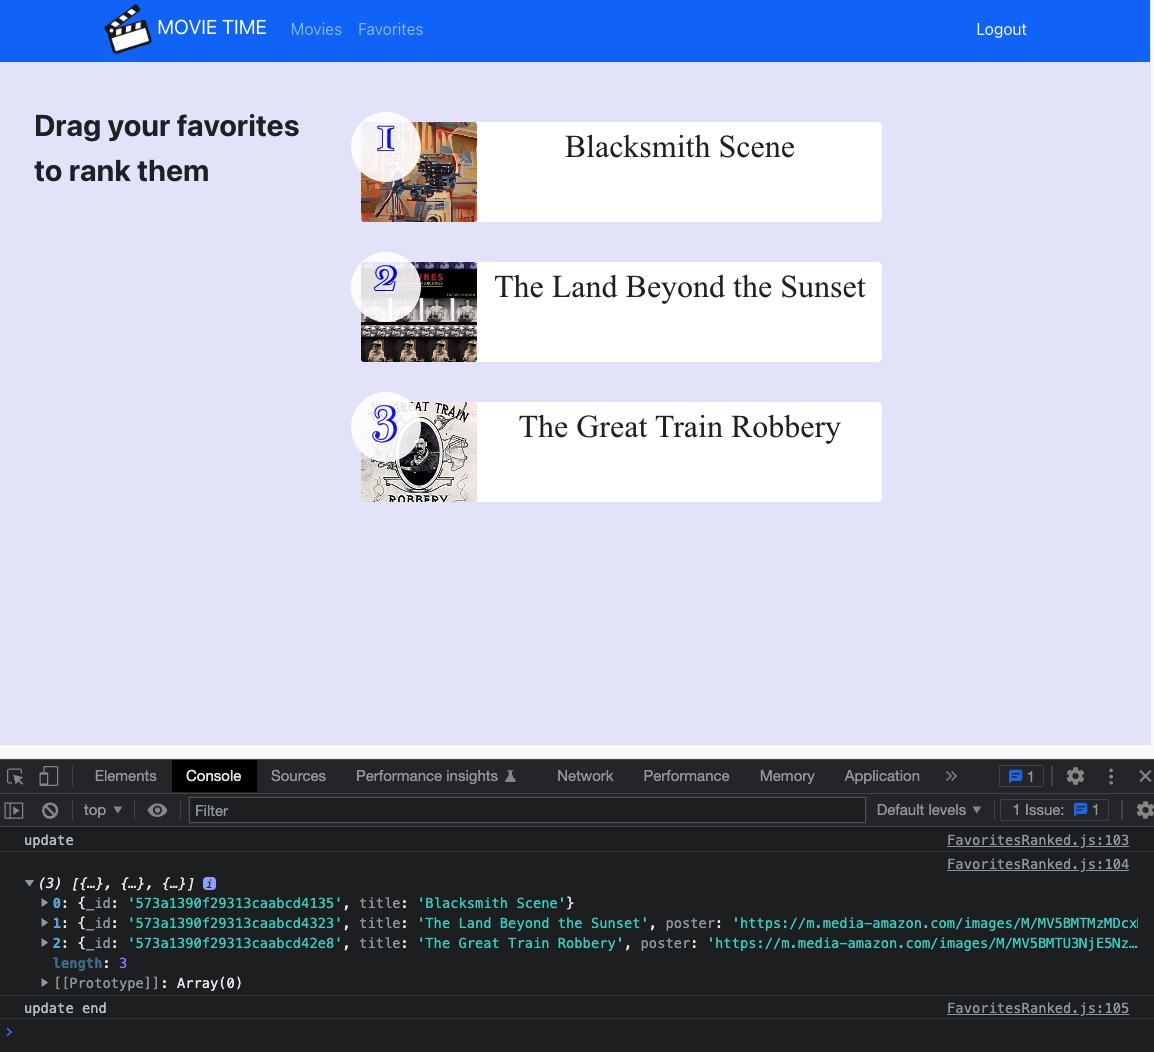 MOVIE TIME Movies Favorites Logout
Drag your favorites
to rank them
1
Blacksmith Scene
2
The Land Beyond the Sunset
3
GREAT TRAIN
ROBBERY
The Great Train Robbery
Elements Console Sources Performance insights Network Performance Memory Application » 1
top Filter Default levels 1 Issue: 1
update FavoritesRanked.js:103
FavoritesRanked.js:104
(3) [{…}, {…}, {…}] i
0: {_id: '573a1390f29313caabcd4135', title: 'Blacksmith Scene'}
1: {_id: '573a1390f29313caabcd4323', title: 'The Land Beyond the Sunset', poster: 'https://m.media-amazon.com/images/M/MV5BMTMzMDcx
2: {_id: '573a1390f29313caabcd42e8', title: 'The Great Train Robbery', poster: 'https://m.media-amazon.com/images/M/MV5BMTU3NjE5Nz…
length: 3
[[Prototype]]: Array(0)
update end FavoritesRanked.js:105
>